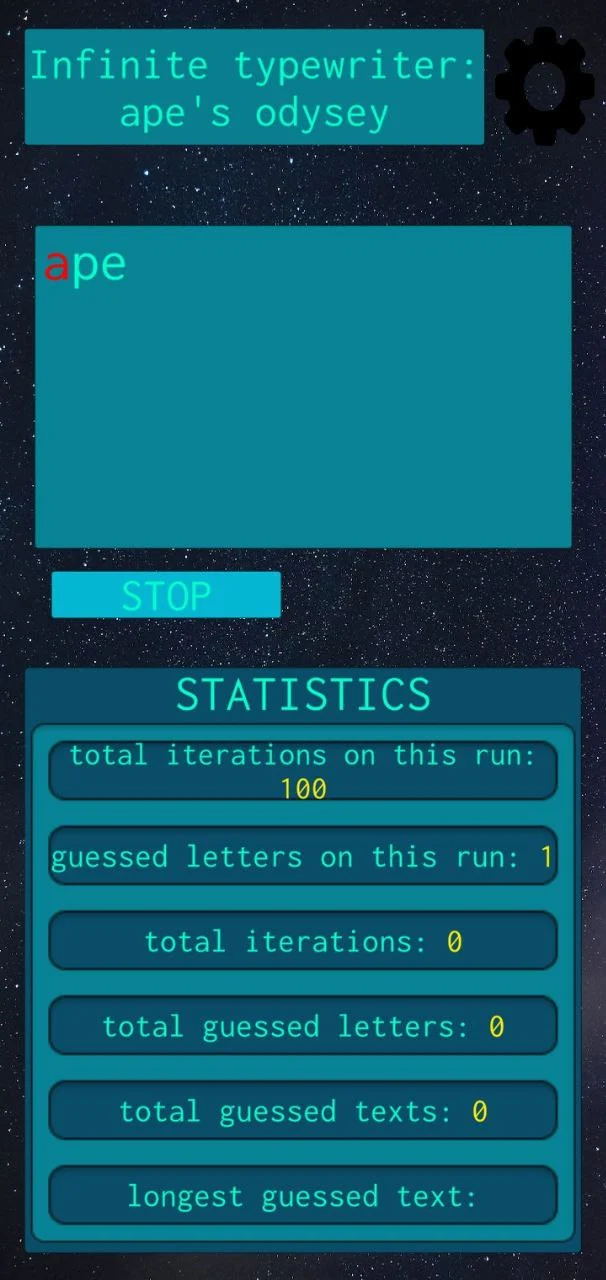 Infinite typewriter:
ape's odysey
ape
STOP
STATISTICS
total iterations on this run:
100
guessed letters on this run: 1
total iterations: 0
total guessed letters: 0
total guessed texts: 0
longest guessed text: